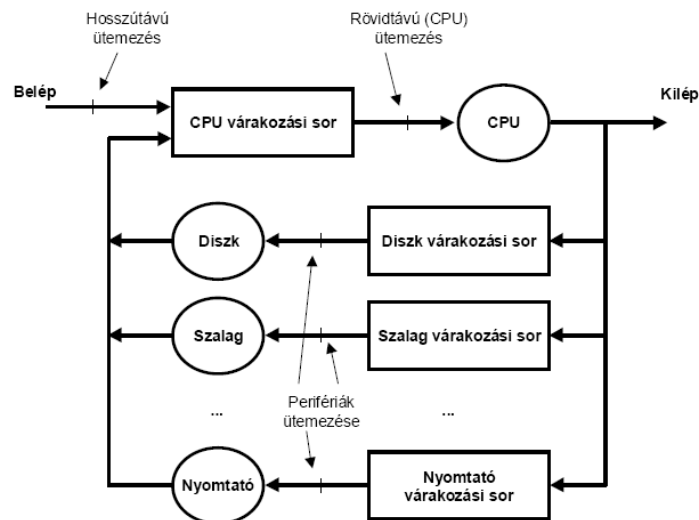 Hosszútávú
ütemezés
Rövidtávú (CPU)
ütemezés
Belép
Kilép
CPU várakozási sor
CPU
Diszk
Diszk várakozási sor
Szalag
Szalag várakozási sor
...
Perifériák
ütemezése
...
Nyomtató
Nyomtató
várakozási sor